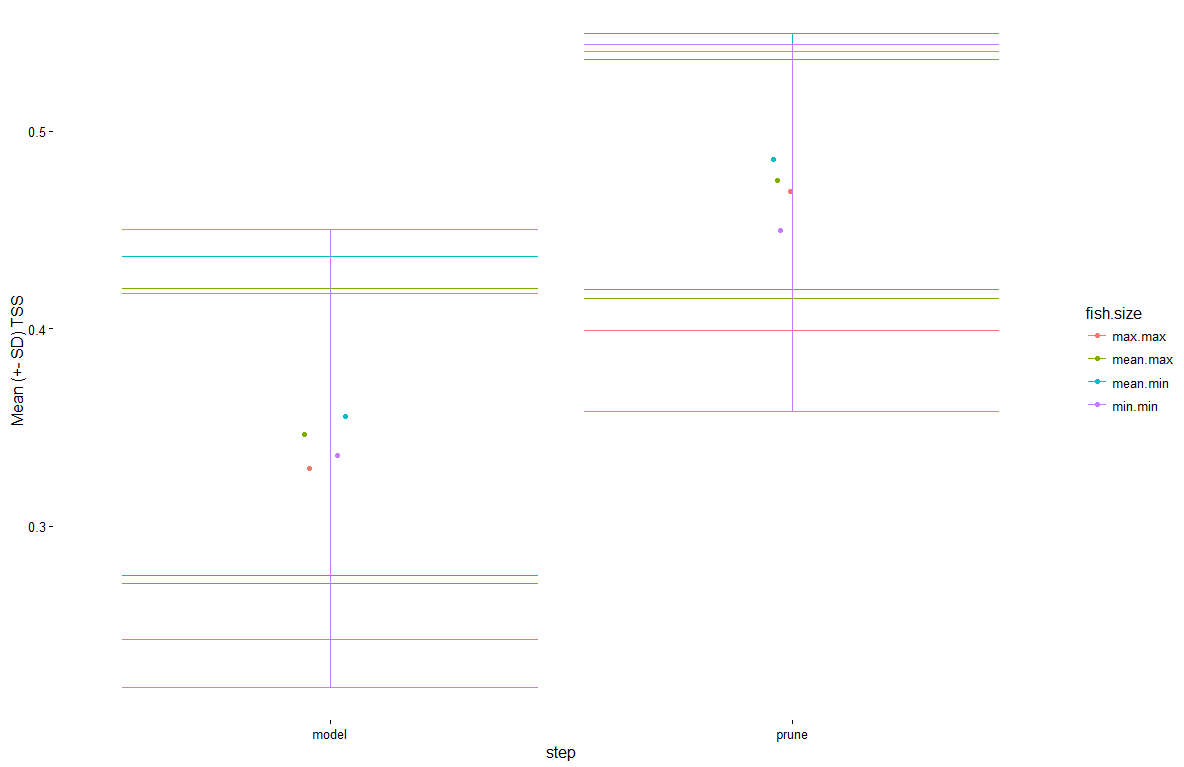 Mean (+- SD) TSS
0.5
0.4
0.3
model
prune
step
fish.size
max.max
mean.max
mean.min
min.min